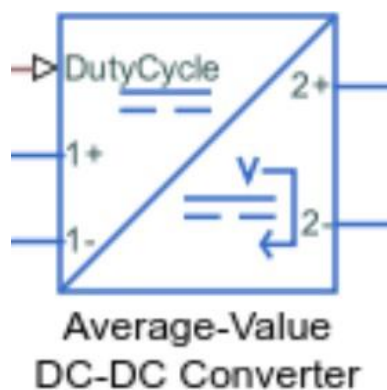 DutyCycle
2+
1+
V
2-
1-
Average-Value
DC-DC Converter